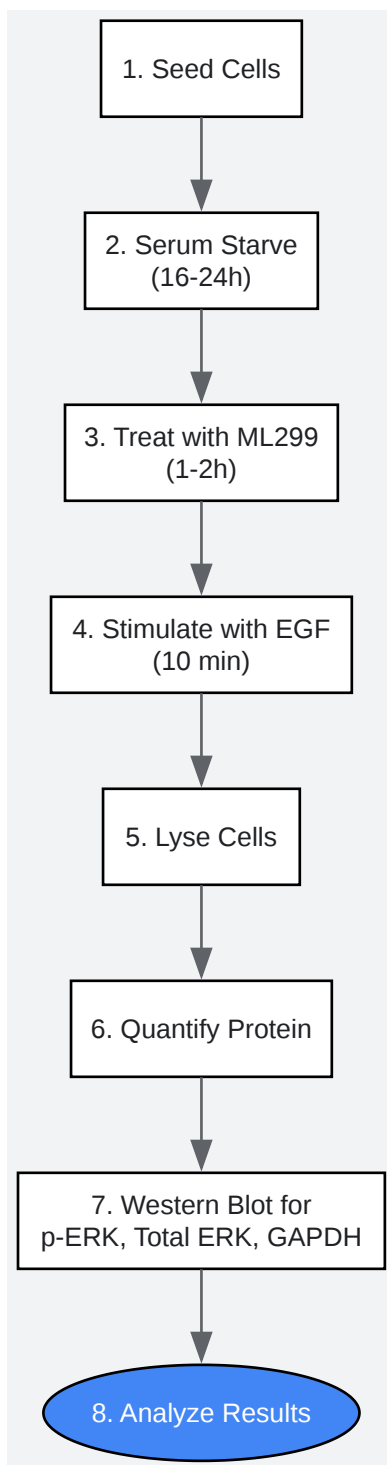 1. Seed Cells
2. Serum Starve
(16-24h)
3. Treat with ML299
(1-2h)
4. Stimulate with EGF
(10 min)
5. Lyse Cells
6. Quantify Protein
7. Western Blot for
p-ERK, Total ERK, GAPDH
8. Analyze Results